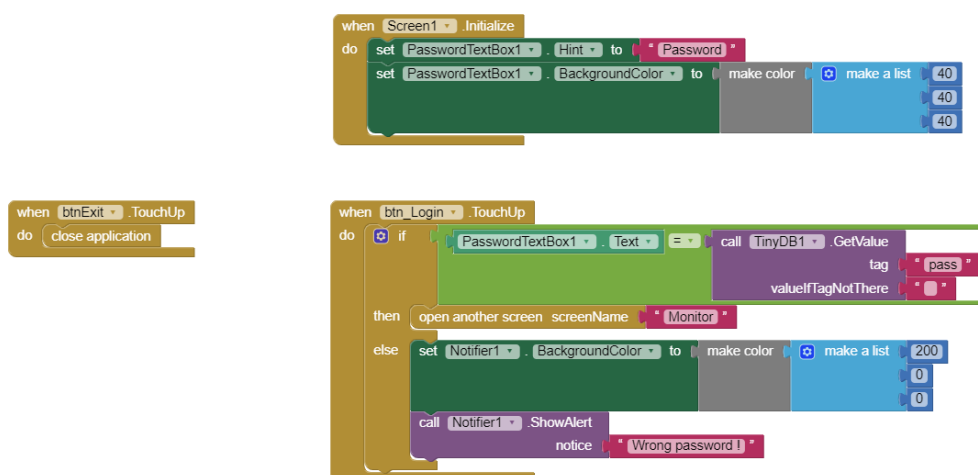 when Screen1 .Initialize
do set PasswordTextBox1 . Hint to " Password "
set PasswordTextBox1 . BackgroundColor to make color make a list 40
40
40
when btnExit .TouchUp
do close application
when btn_Login .TouchUp
do if PasswordTextBox1 . Text = call TinyDB1 .GetValue
tag " pass "
valueIfTagNotThere " "
then open another screen screenName " Monitor "
else set Notifier1 . BackgroundColor to make color make a list 200
0
0
call Notifier1 .ShowAlert
notice " Wrong password ! "